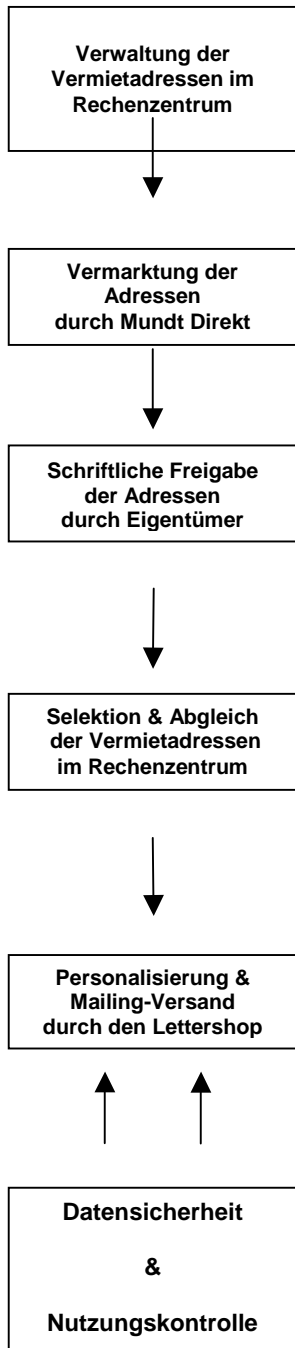 Verwaltung der
Vermietadressen im
Rechenzentrum
Vermarktung der
Adressen
durch Mundt Direkt
Schriftliche Freigabe
der Adressen
durch Eigentümer
Selektion & Abgleich
der Vermietadressen
im Rechenzentrum
Personalisierung &
Mailing-Versand
durch den Lettershop
Datensicherheit
&
Nutzungskontrolle